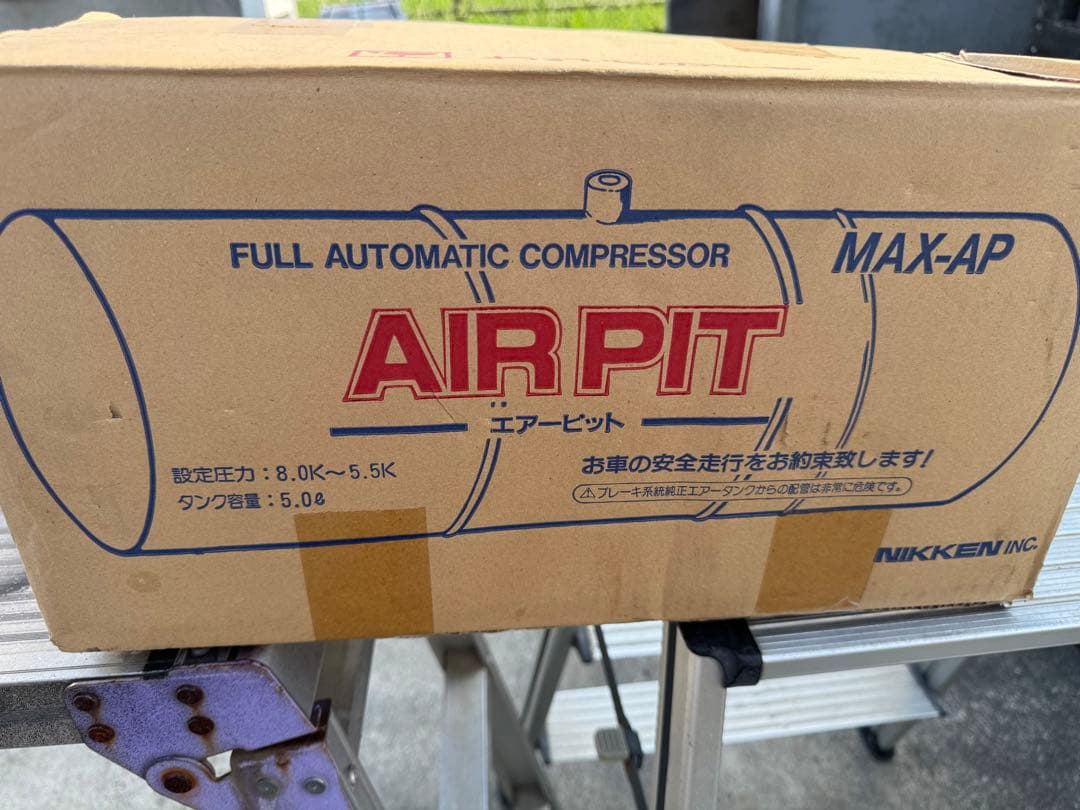 FULL AUTOMATIC COMPRESSOR
MAX-AP
AIR PIT
エアーピット
設定圧力：8.0K～5.5K
タンク容量：5.0ℓ
お車の安全走行をお約束致します!
⚠ブレーキ系統純正エアータンクからの配管は非常に危険です。
NIKKEN INC.